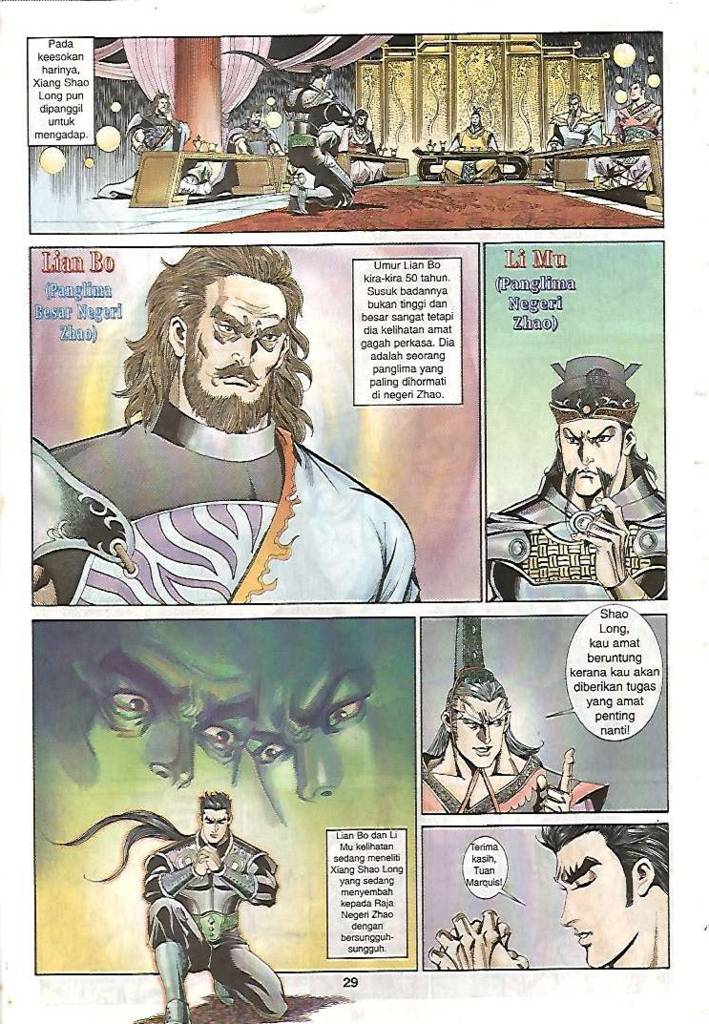 Pada
keesokan
harinya,
Xiang Shao
Long pun
dipanggil
untuk
mengadap.
Lian Bo
(Panglima
Besar Negeri
Zhao)
Umur Lian Bo
kira-kira 50 tahun.
Susuk badannya
bukan tinggi dan
besar sangat tetapi
dia kelihatan amat
gagah perkasa. Dia
adalah seorang
panglima yang
paling dihormati
di negeri Zhao.
Li Mu
(Panglima
Negeri
Zhao)
Lian Bo dan Li
Mu kelihatan
sedang meneliti
Xiang Shao Long
yang sedang
menyembah
kepada Raja
Negeri Zhao
dengan
bersungguh-
sungguh.
Shao
Long,
kau amat
beruntung
kerana kau akan
diberikan tugas
yang amat
penting
nanti!
Terima
kasih,
Tuan
Marquis!
29